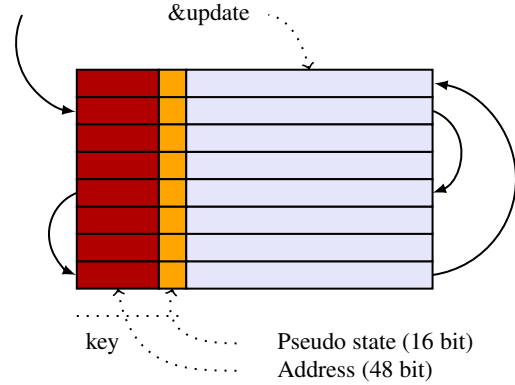 &update
key
Pseudo state (16 bit)
Address (48 bit)